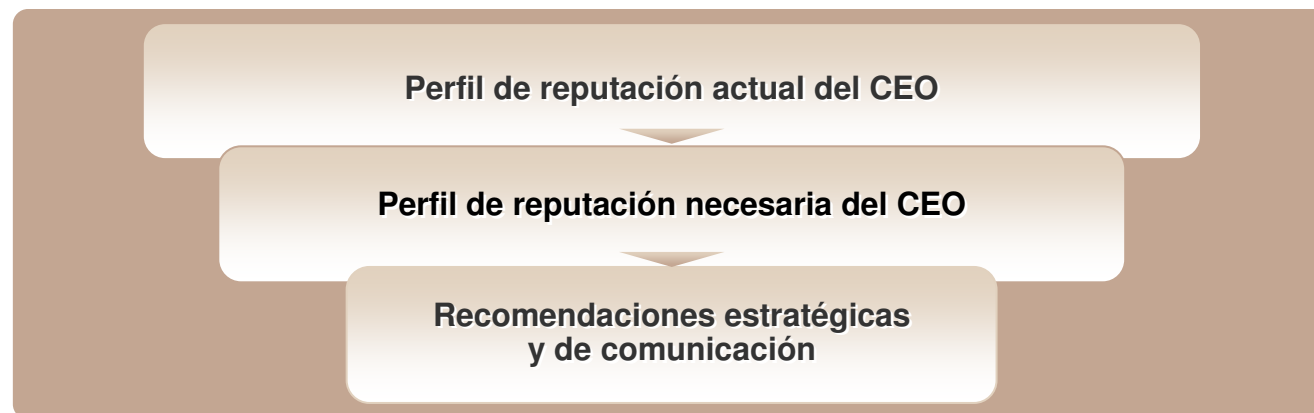 Perfil de reputación actual del CEO
Perfil de reputación necesaria del CEO
Recomendaciones estratégicas
y de comunicación